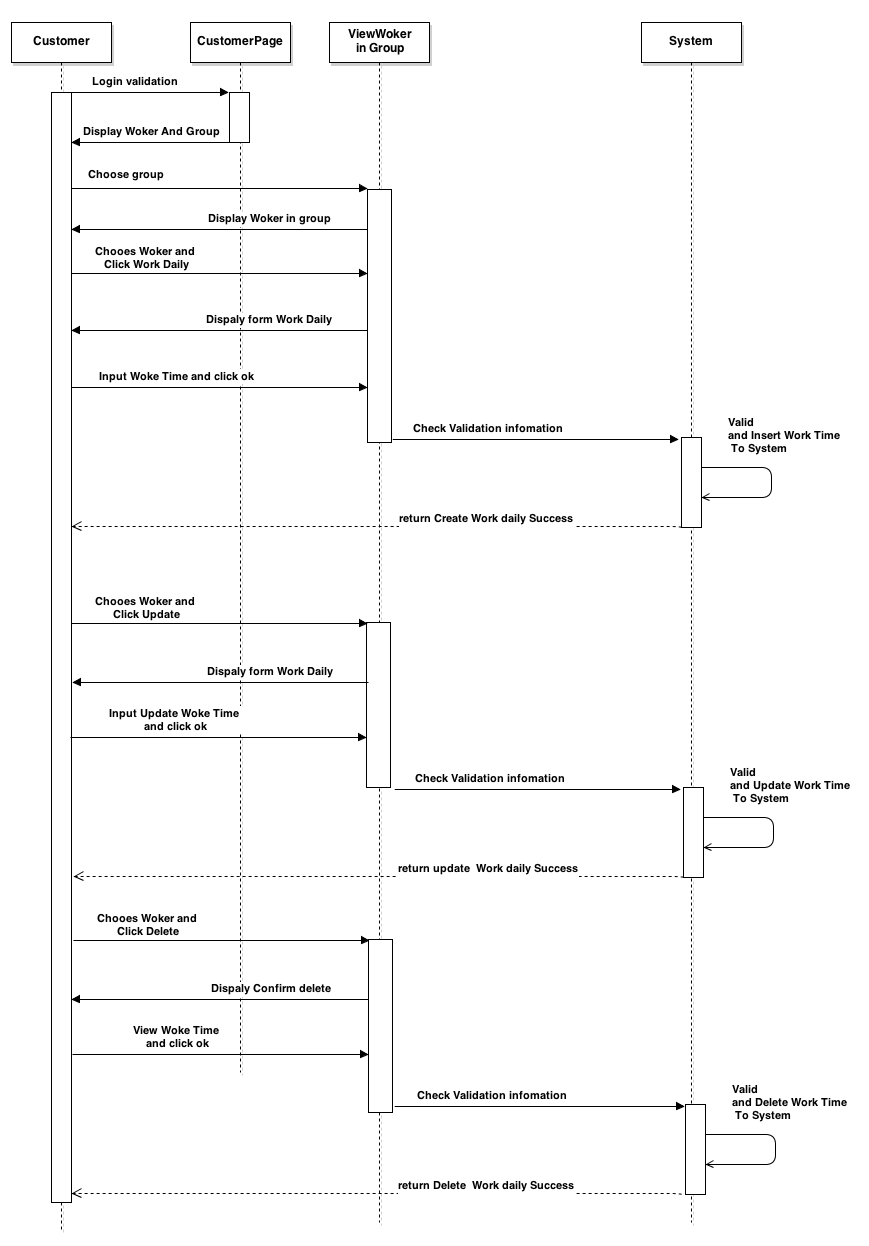 Customer
CustomerPage
ViewWoker
in Group
System
Login validation
Display Woker And Group
Choose group
Display Woker in group
Chooes Woker and
Click Work Daily
Dispaly form Work Daily
Input Woke Time and click ok
Check Validation infomation
Valid
and Insert Work Time
To System
return Create Work daily Success
Chooes Woker and
Click Update
Dispaly form Work Daily
Input Update Woke Time
and click ok
Check Validation infomation
Valid
and Update Work Time
To System
return update Work daily Success
Chooes Woker and
Click Delete
Dispaly Confirm delete
View Woke Time
and click ok
Check Validation infomation
Valid
and Delete Work Time
To System
return Delete Work daily Success